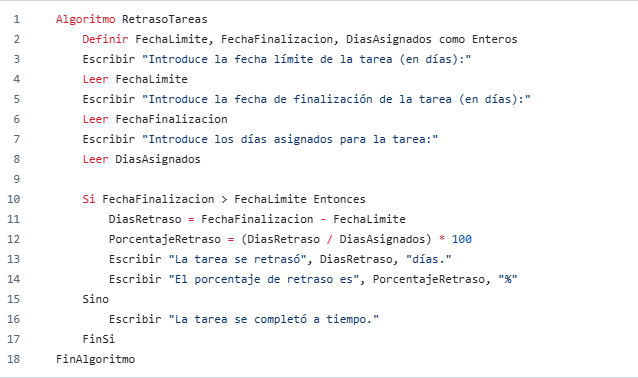 1 Algoritmo RetrasoTareas
2 Definir FechaLimite, FechaFinalizacion, DiasAsignados como Enteros
3 Escribir "Introduce la fecha límite de la tarea (en días):"
4 Leer FechaLimite
5 Escribir "Introduce la fecha de finalización de la tarea (en días):"
6 Leer FechaFinalizacion
7 Escribir "Introduce los días asignados para la tarea:"
8 Leer DiasAsignados
9
10 Si FechaFinalizacion > FechaLimite Entonces
11 DiasRetraso = FechaFinalizacion - FechaLimite
12 PorcentajeRetraso = (DiasRetraso / DiasAsignados) * 100
13 Escribir "La tarea se retrasó", DiasRetraso, "días."
14 Escribir "El porcentaje de retraso es", PorcentajeRetraso, "%"
15 Sino
16 Escribir "La tarea se completó a tiempo."
17 FinSi
18 FinAlgoritmo